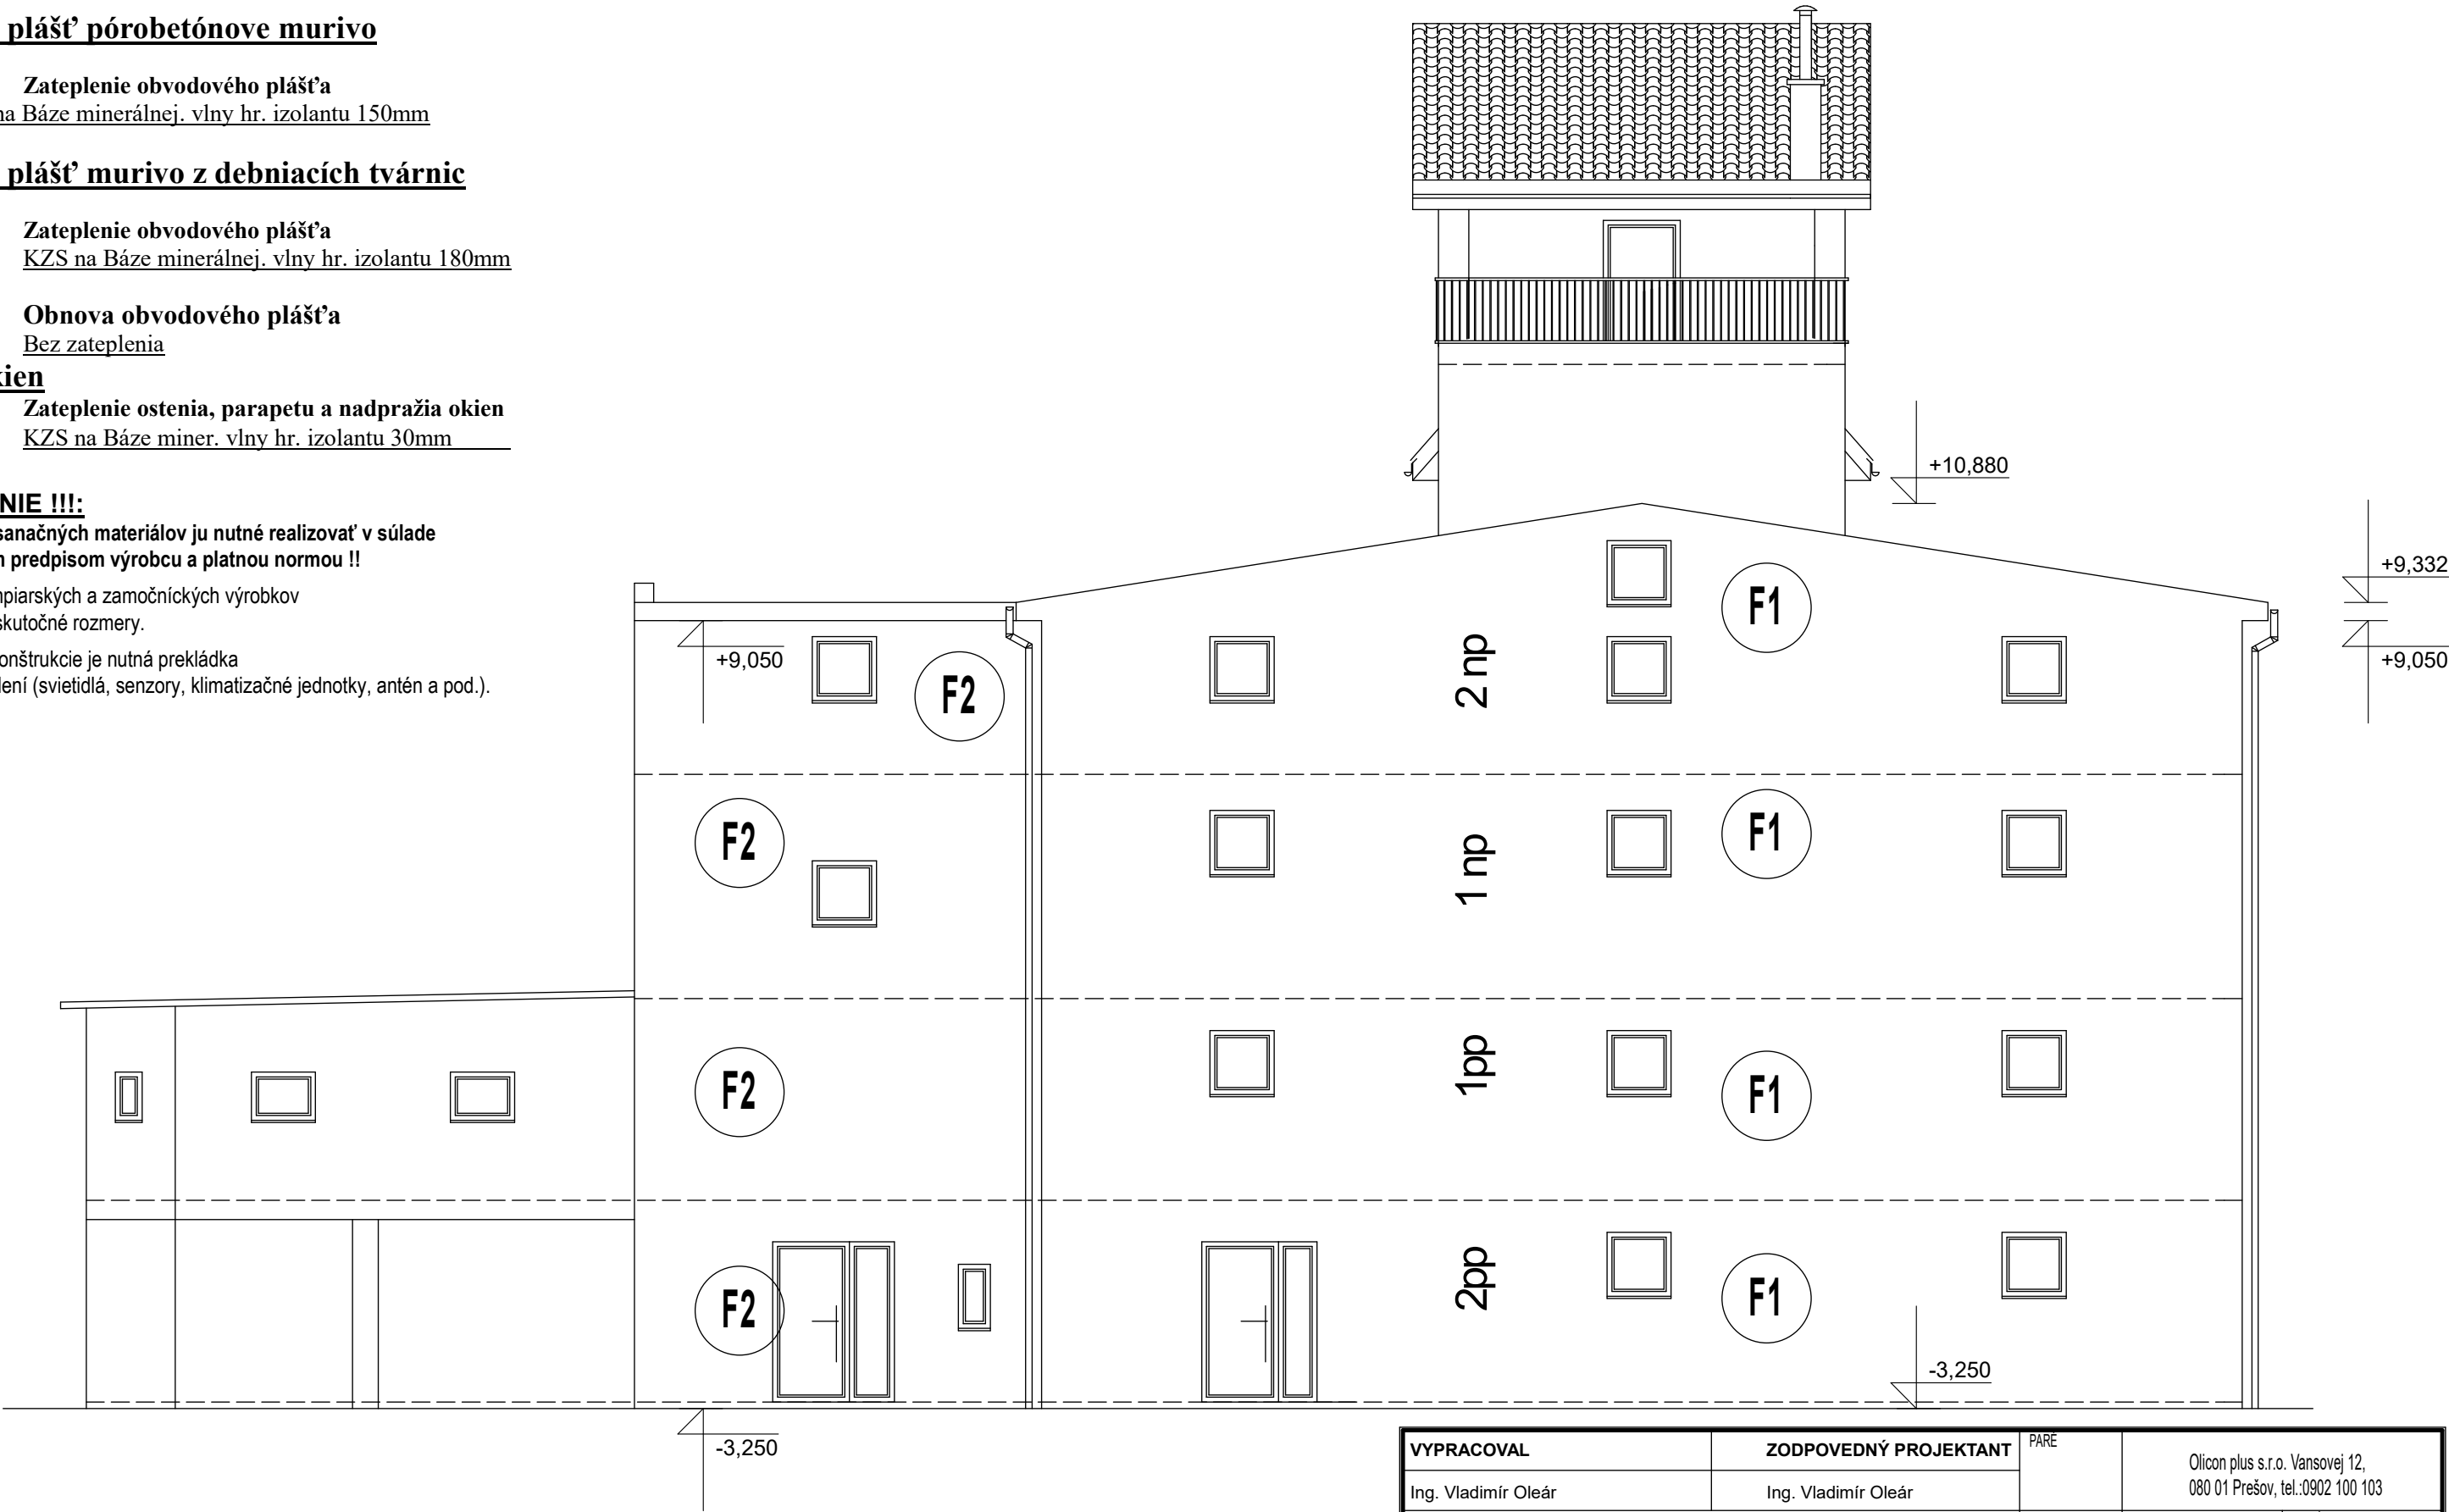 plášť pórobetónove murivo
Zateplenie obvodového plášťa
na Báze minerálnej. vlny hr. izolantu 150mm
plášť murivo z debniacích tvárnic
Zateplenie obvodového plášťa
KZS na Báze minerálnej. vlny hr. izolantu 180mm
Obnova obvodového plášťa
Bez zateplenia
kien
Zateplenie ostenia, parapetu a nadpražia okien
KZS na Báze miner. vlny hr. izolantu 30mm
NIE !!!:
sanačných materiálov ju nutné realizovať v súlade
predpisom výrobcu a platnou normou !!
mpiarských a zamočníckých výrobkov
skutočné rozmery.
onštrukcie je nutná prekládka
lení (svietidlá, senzory, klimatizačné jednotky, antén a pod.).
+10,880
+9,332
+9,050
+9,050
F1
F2
2 np
F2
1 np
F1
F2
1pp
F1
F2
2pp
F1
-3,250
-3,250
VYPRACOVAL
ZODPOVEDNÝ PROJEKTANT
PARÉ
Ing. Vladimír Oleár
Ing. Vladimír Oleár
Olicon plus s.r.o. Vansovej 12,
080 01 Prešov, tel.:0902 100 103